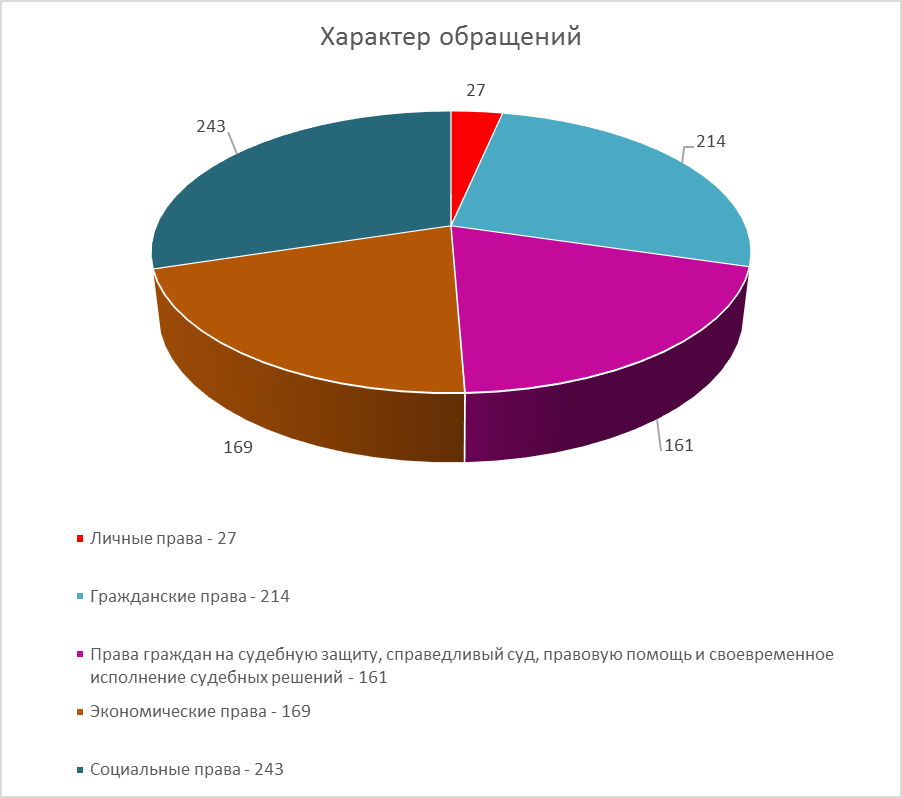 Характер обращений
27
243
214
169
161
Личные права - 27
Гражданские права - 214
Права граждан на судебную защиту, справедливый суд, правовую помощь и своевременное
исполнение судебных решений - 161
Экономические права - 169
Социальные права - 243